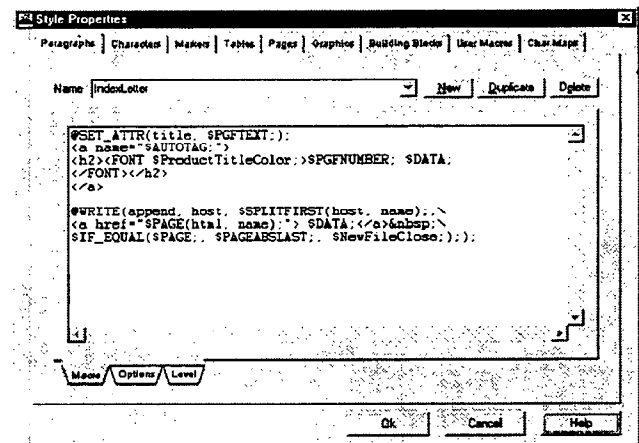 Style Properties
Paragraphs Characters Markers Tables Pages Graphics Building Blocks User Macros Char Maps
Name IndexLetter New Duplicate Delete
@SET_ATTR(title, $PGFTEXT;);
<a name="$AUTOTAG;">
<h2><FONT $ProductTitleColor;>$PGFNUMBER; $DATA;
</FONT></h2>
</a>
@WRITE(append, host, $SPLITFIRST(host, name);,\
<a href="$PAGE(html, name);"> $DATA;</a>&nbsp;\
$IF_EQUAL($PAGE;, $PAGEABSLAST;, $NewFileClose;););
Macro Options Level
Ok Cancel Help